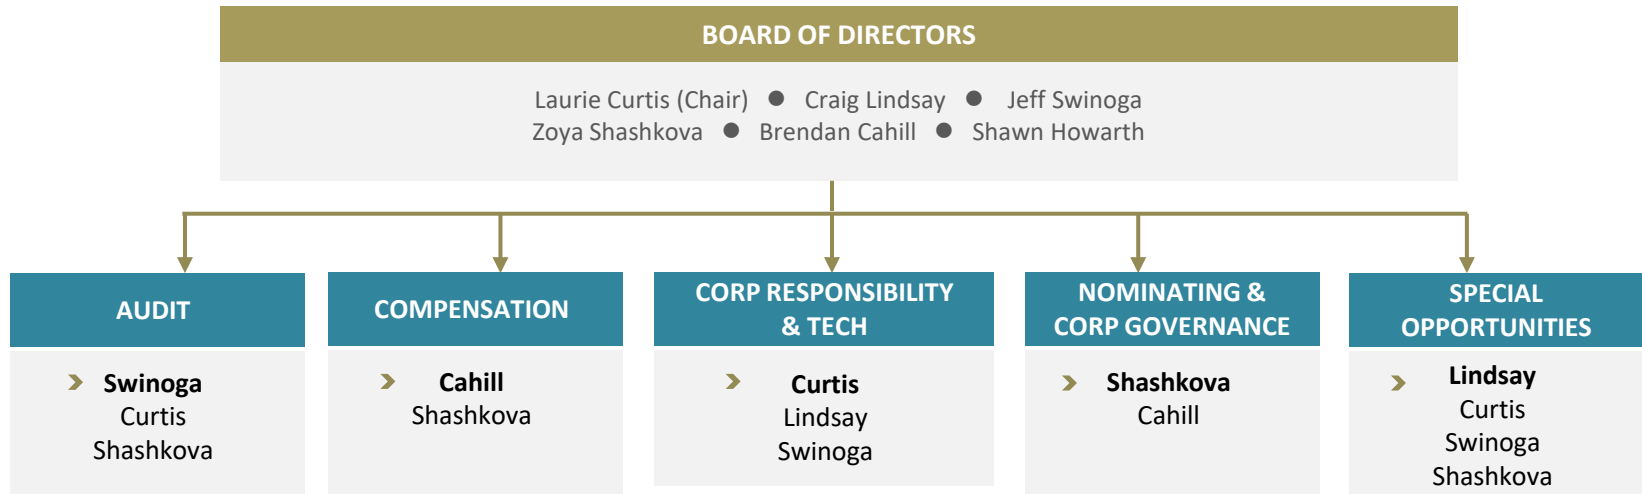 BOARD OF DIRECTORS
Laurie Curtis (Chair) ● Craig Lindsay ● Jeff Swinoga
Zoya Shashkova ● Brendan Cahill ● Shawn Howarth
AUDIT
Swinoga
Curtis
Shashkova
COMPENSATION
Cahill
Shashkova
CORP RESPONSIBILITY
& TECH
Curtis
Lindsay
Swinoga
NOMINATING &
CORP GOVERNANCE
Shashkova
Cahill
SPECIAL
OPPORTUNITIES
Lindsay
Curtis
Swinoga
Shashkova